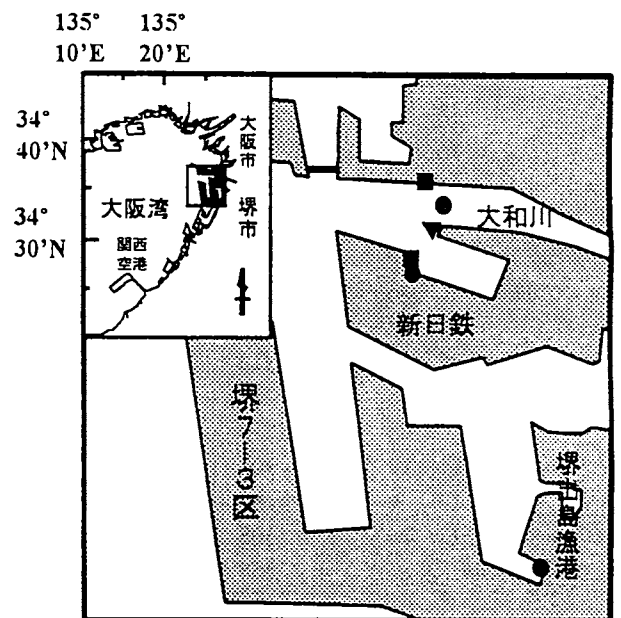 135° 135°
10'E 20'E
34°
40'N
34°
30'N
大阪市
堺市
大阪湾
関西
空港
大和川
新日鉄
堺7-3区
堺出島漁港